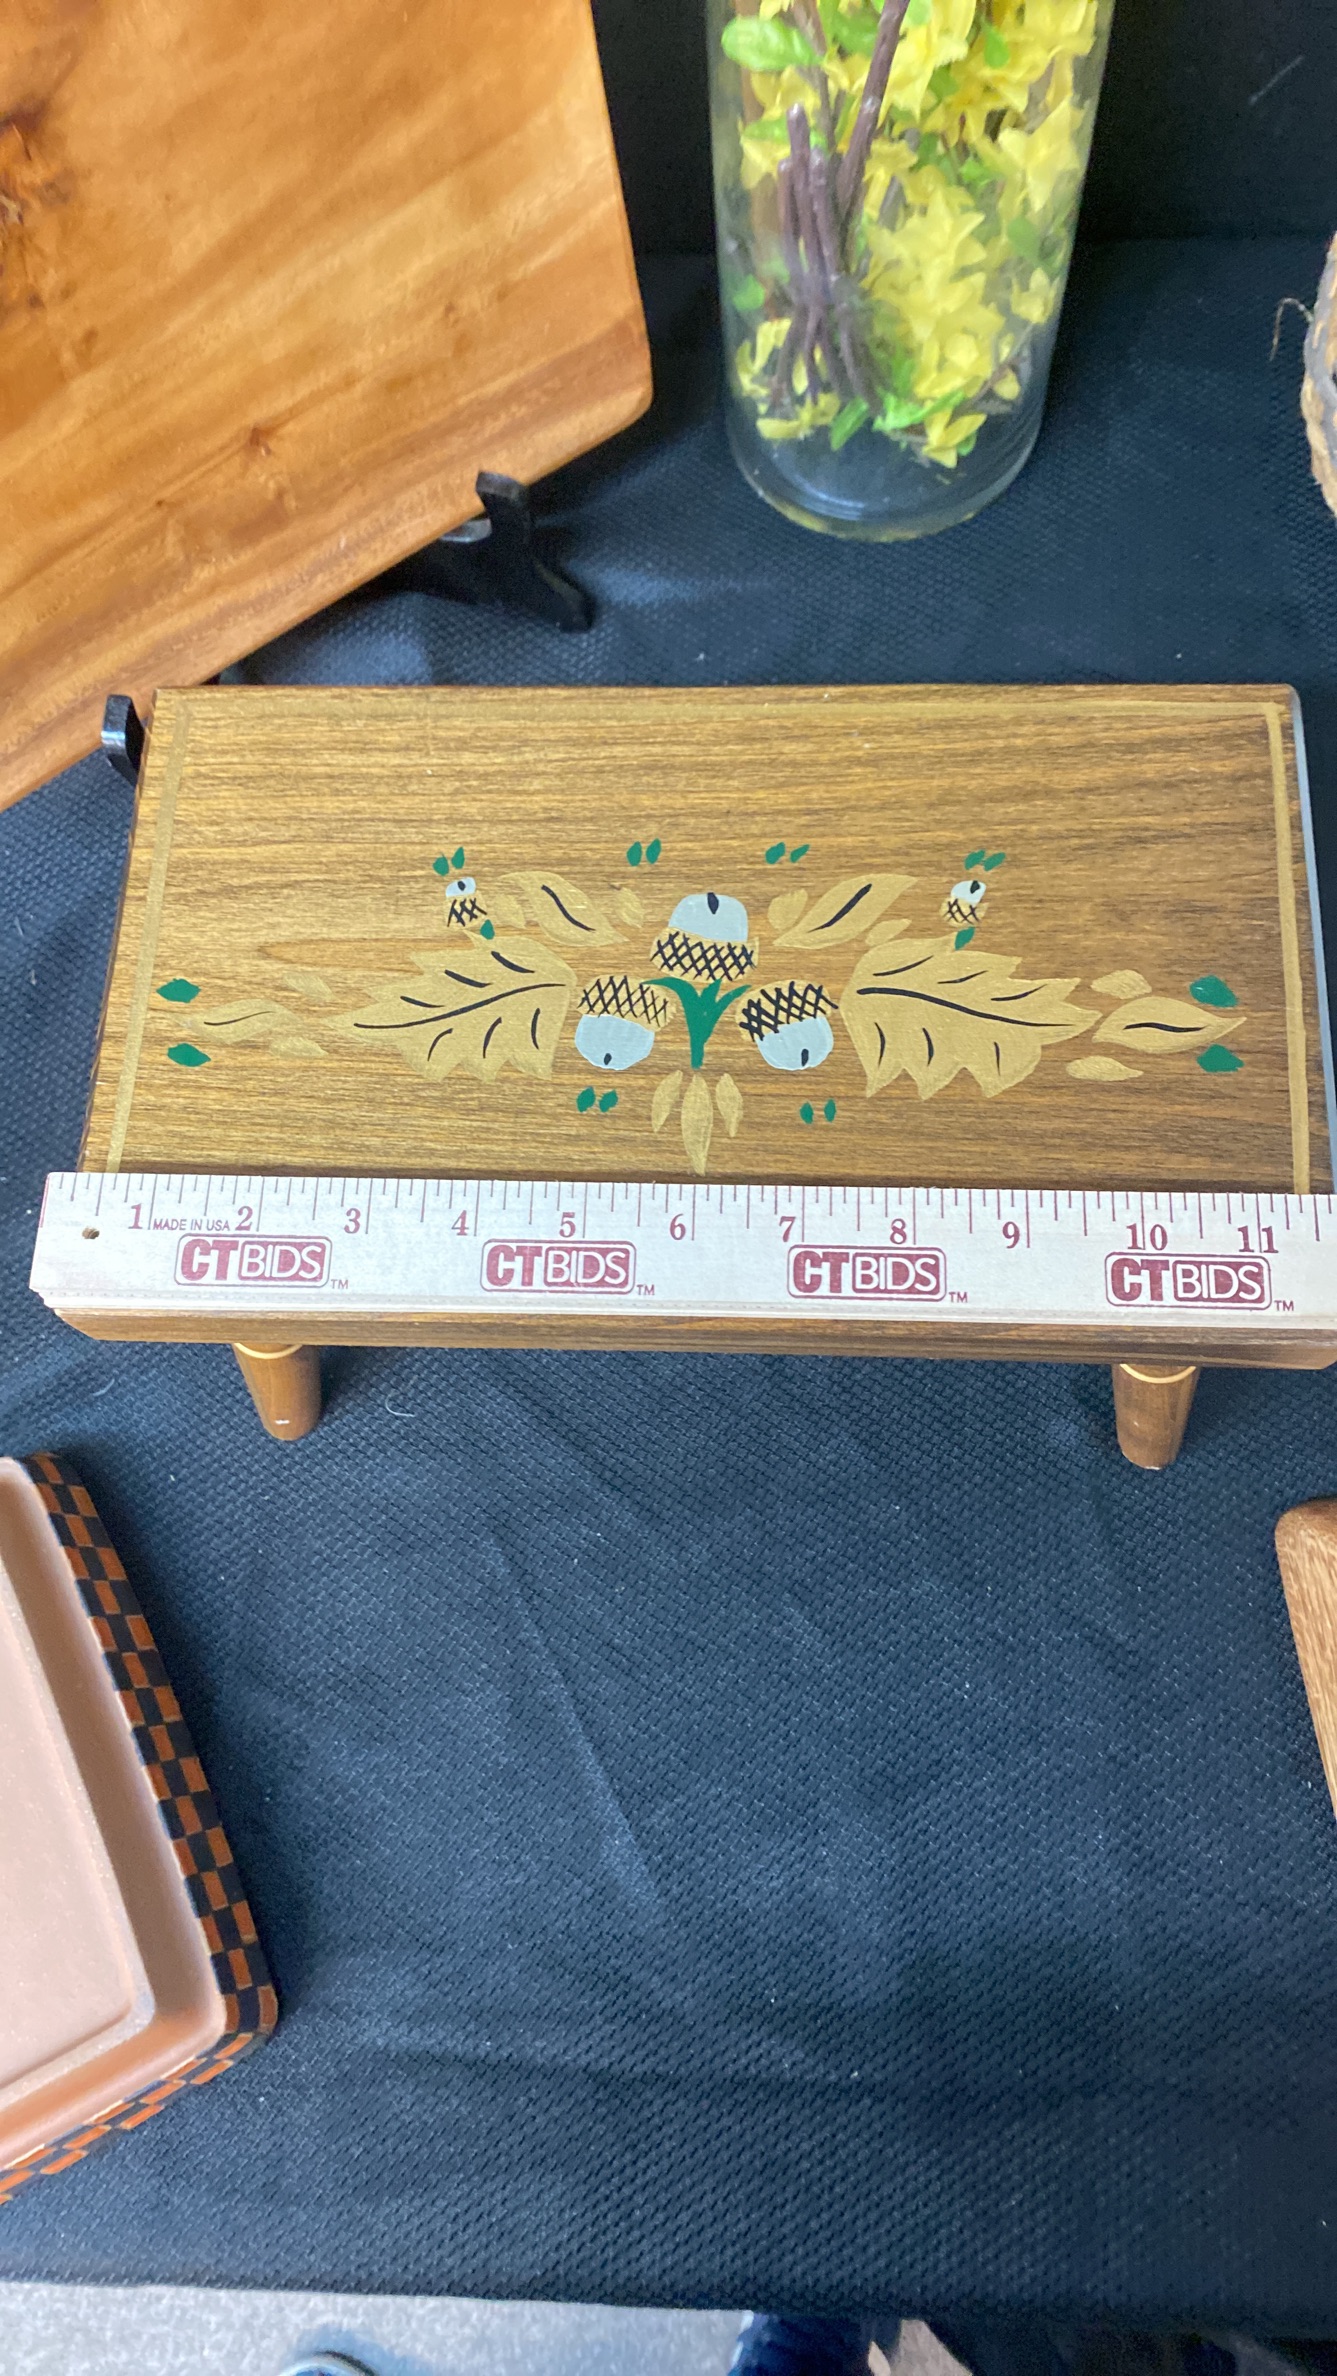 1 MADE IN USA 2 3 4 5 6 7 8 9 10 11
CTBIDS™ CTBIDS™ CTBIDS™ CTBIDS™